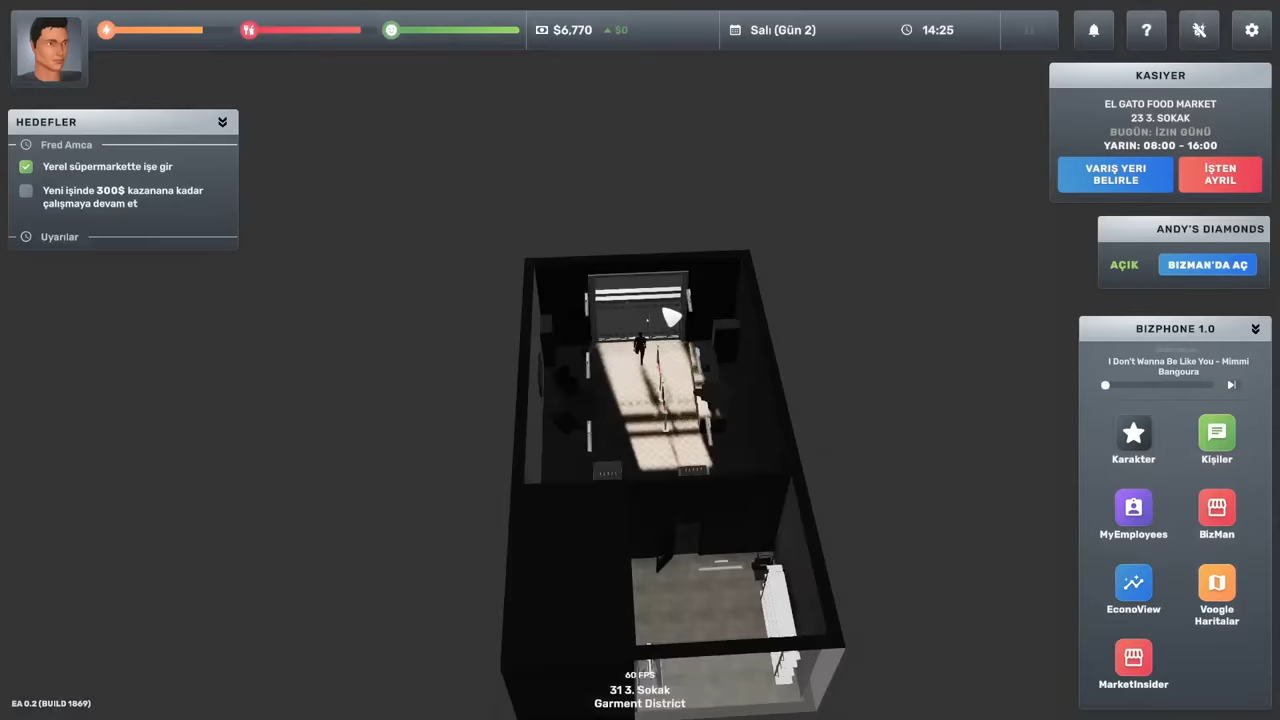 $6,770
$0
Salı (Gün 2)
14:25
?
HEDEFLER
Fred Amca
Yerel süpermarkette işe gir
Yeni işinde 300$ kazanana kadar
çalışmaya devam et
Uyarılar
KASIYER
EL GATO FOOD MARKET
23 3. SOKAK
BUGÜN: İZIN GÜNÜ
YARIN: 08:00 - 16:00
VARIŞ YERI
BELIRLE
İŞTEN
AYRIL
ANDY'S DIAMONDS
AÇIK
BIZMAN'DA AÇ
BIZPHONE 1.0
I Don't Wanna Be Like You - Mimmi
Bangoura
Karakter
Kişiler
MyEmployees
BizMan
EconoView
Voogle
Haritalar
MarketInsider
60 FPS
31 3. Sokak
Garment District
EA 0.2 (BUILD 1869)